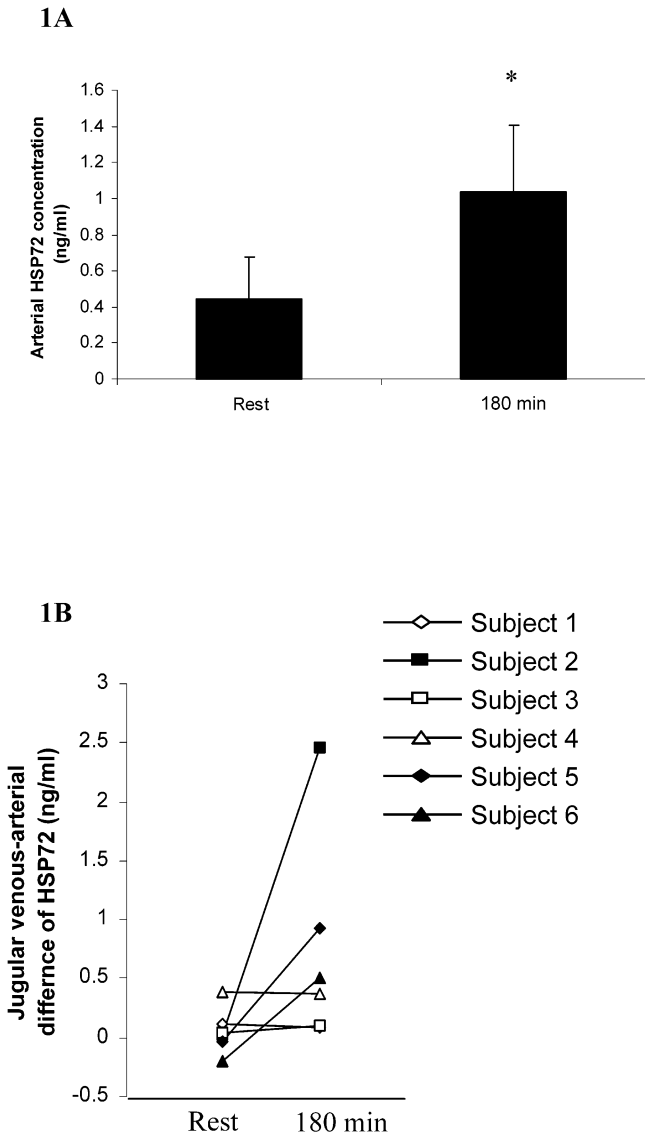 1A
*
Arterial HSP72 concentration
(ng/ml)
1.6
1.4
1.2
1
0.8
0.6
0.4
0.2
0
Rest
180 min
1B
Subject 1
Subject 2
Subject 3
Subject 4
Subject 5
Subject 6
Jugular venous-arterial
differnce of HSP72 (ng/ml)
3
2.5
2
1.5
1
0.5
0
-0.5
Rest
180 min